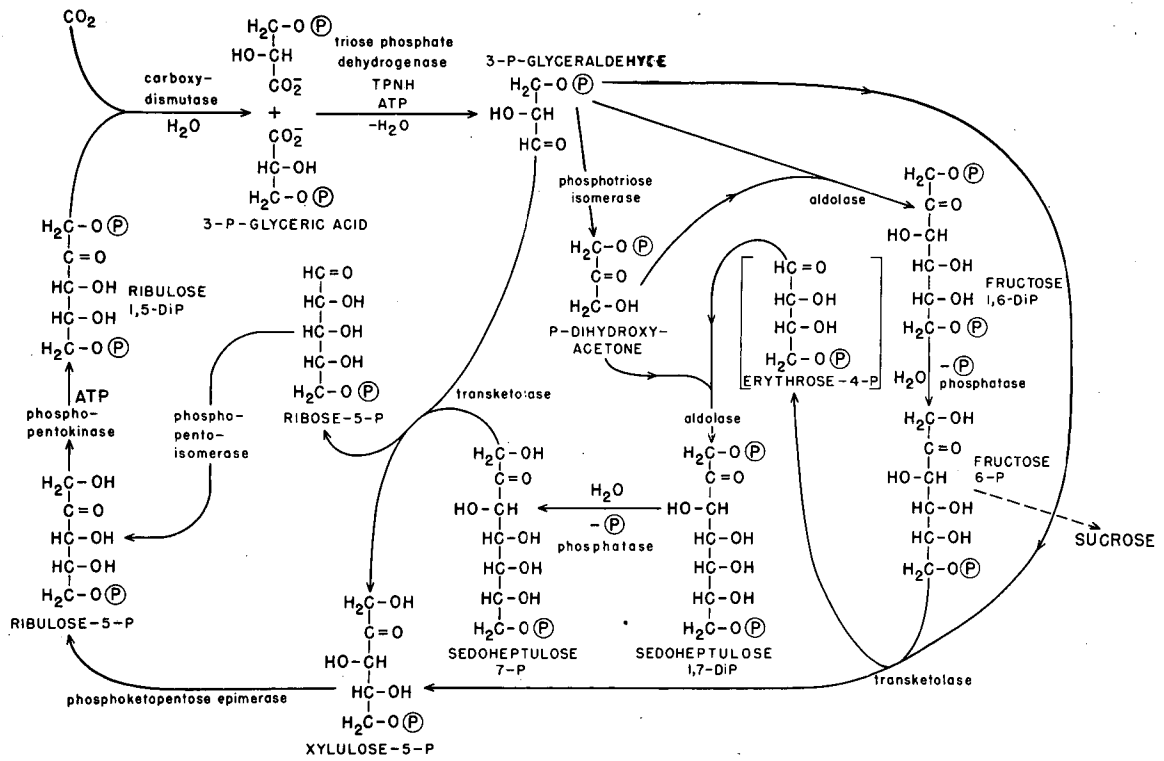 CO2
carboxy-
dismutase
H2O
H2C-O P
HO-CH
CO2-
+
CO2-
HC-OH
H2C-O P
3-P-GLYCERIC ACID
triose phosphate
dehydrogenase
TPNH
ATP
-H2O
3-P-GLYCERALDEHYCE
H2C-O P
HO-CH
HC=O
phosphotriose
isomerase
aldolase
H2C-O P
C=O
H2C-OH
P-DIHYDROXY-
ACETONE
HC=O
HC-OH
HC-OH
H2C-O P
ERYTHROSE-4-P
H2C-O P
C=O
HO-CH
HC-OH
HC-OH
H2C-O P
FRUCTOSE
1,6-DiP
H2O
- P
phosphatase
H2C-OH
C=O
HO-CH
HC-OH
HC-OH
H2C-O P
FRUCTOSE
6-P
SUCROSE
H2C-O P
C=O
HC-OH
HC-OH
H2C-O P
RIBULOSE
1,5-DiP
ATP
phospho-
pentokinase
HC=O
HC-OH
HC-OH
HC-OH
H2C-O P
RIBOSE-5-P
phospho-
pento-
isomerase
transketolase
aldolase
H2C-OH
C=O
HC-OH
HC-OH
H2C-O P
RIBULOSE-5-P
H2C-OH
C=O
HO-CH
HC-OH
HC-OH
HC-OH
H2C-O P
SEDOHEPTULOSE
7-P
H2O
- P
phosphatase
H2C-O P
C=O
HO-CH
HC-OH
HC-OH
HC-OH
H2C-O P
SEDOHEPTULOSE
1,7-DiP
transketolase
phosphoketopentose epimerase
H2C-OH
C=O
HO-CH
HC-OH
H2C-O P
XYLULOSE-5-P